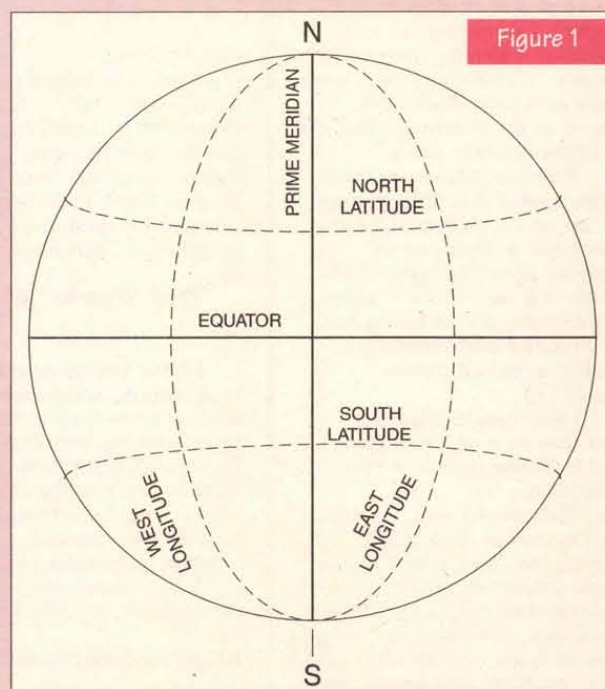 N
Figure 1
PRIME MERIDIAN
NORTH
LATITUDE
EQUATOR
SOUTH
LATITUDE
WEST
LONGITUDE
EAST
LONGITUDE
S